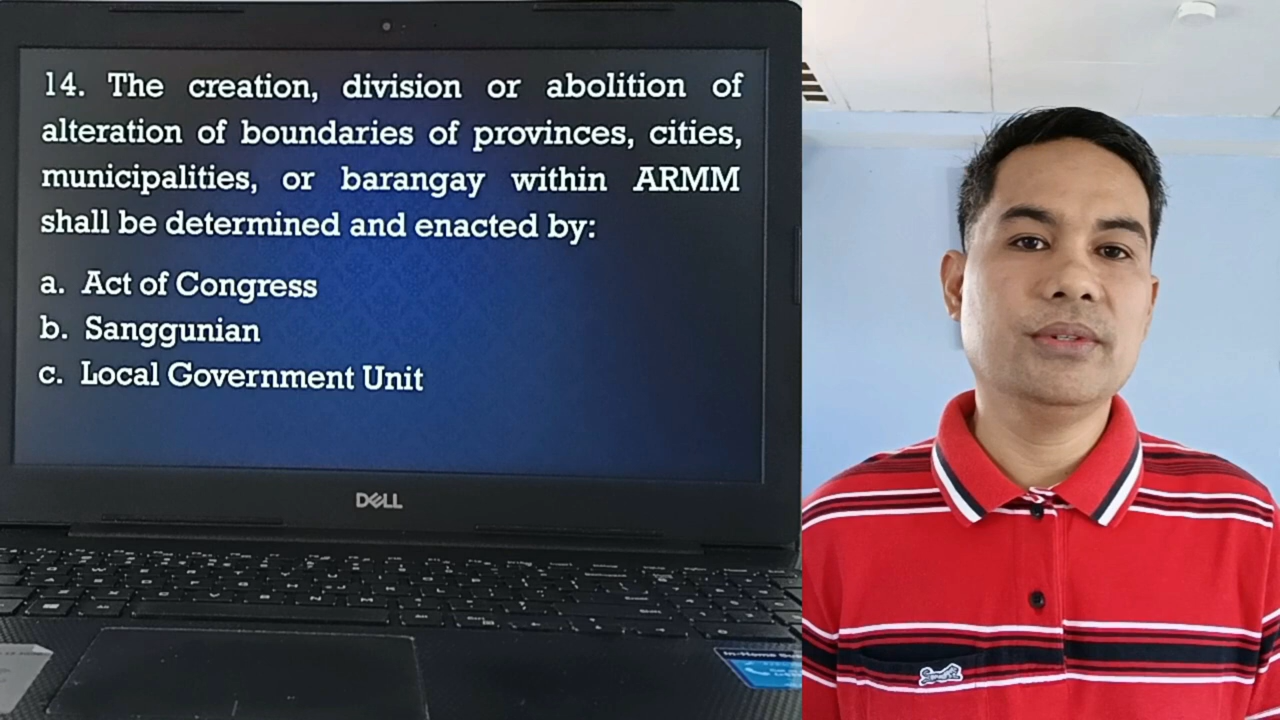 14. The creation, division or abolition of
alteration of boundaries of provinces, cities,
municipalities, or barangay within ARMM
shall be determined and enacted by:
a. Act of Congress
b. Sanggunian
c. Local Government Unit
DELL